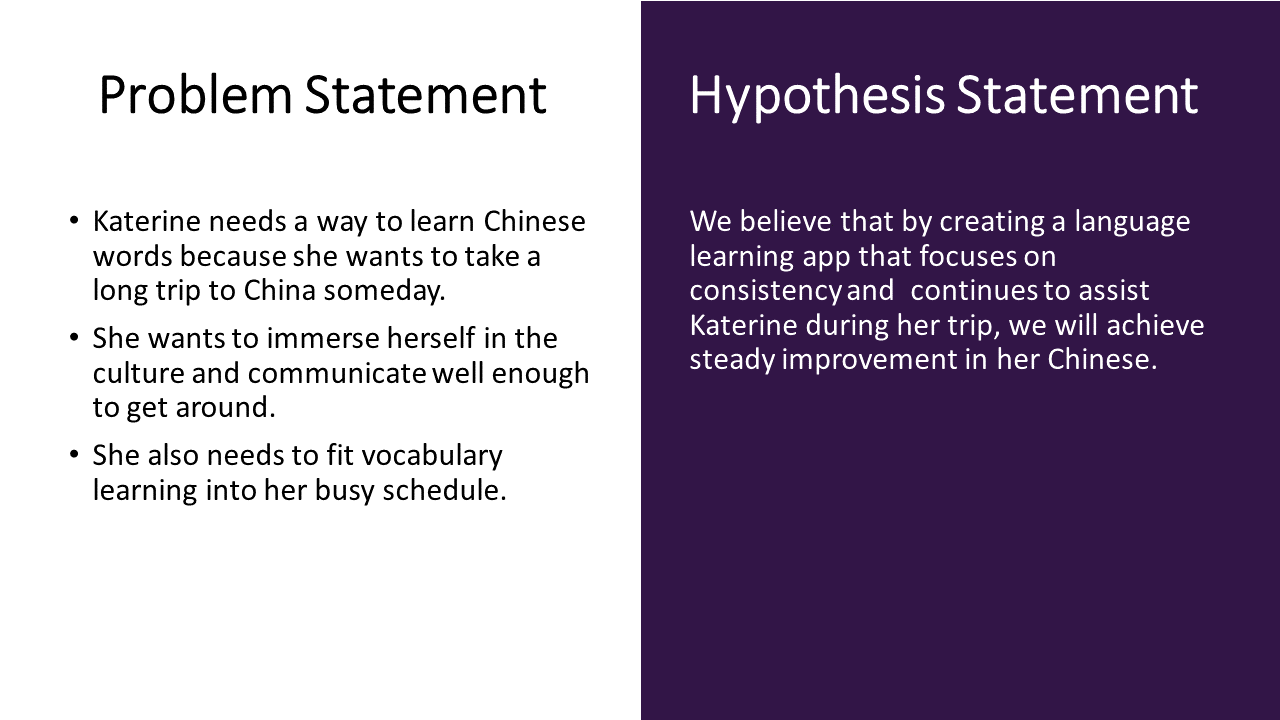 Problem Statement
• Katerine needs a way to learn Chinese
words because she wants to take a
long trip to China someday.
• She wants to immerse herself in the
culture and communicate well enough
to get around.
• She also needs to fit vocabulary
learning into her busy schedule.
Hypothesis Statement
We believe that by creating a language
learning app that focuses on
consistency and  continues to assist
Katerine during her trip, we will achieve
steady improvement in her Chinese.